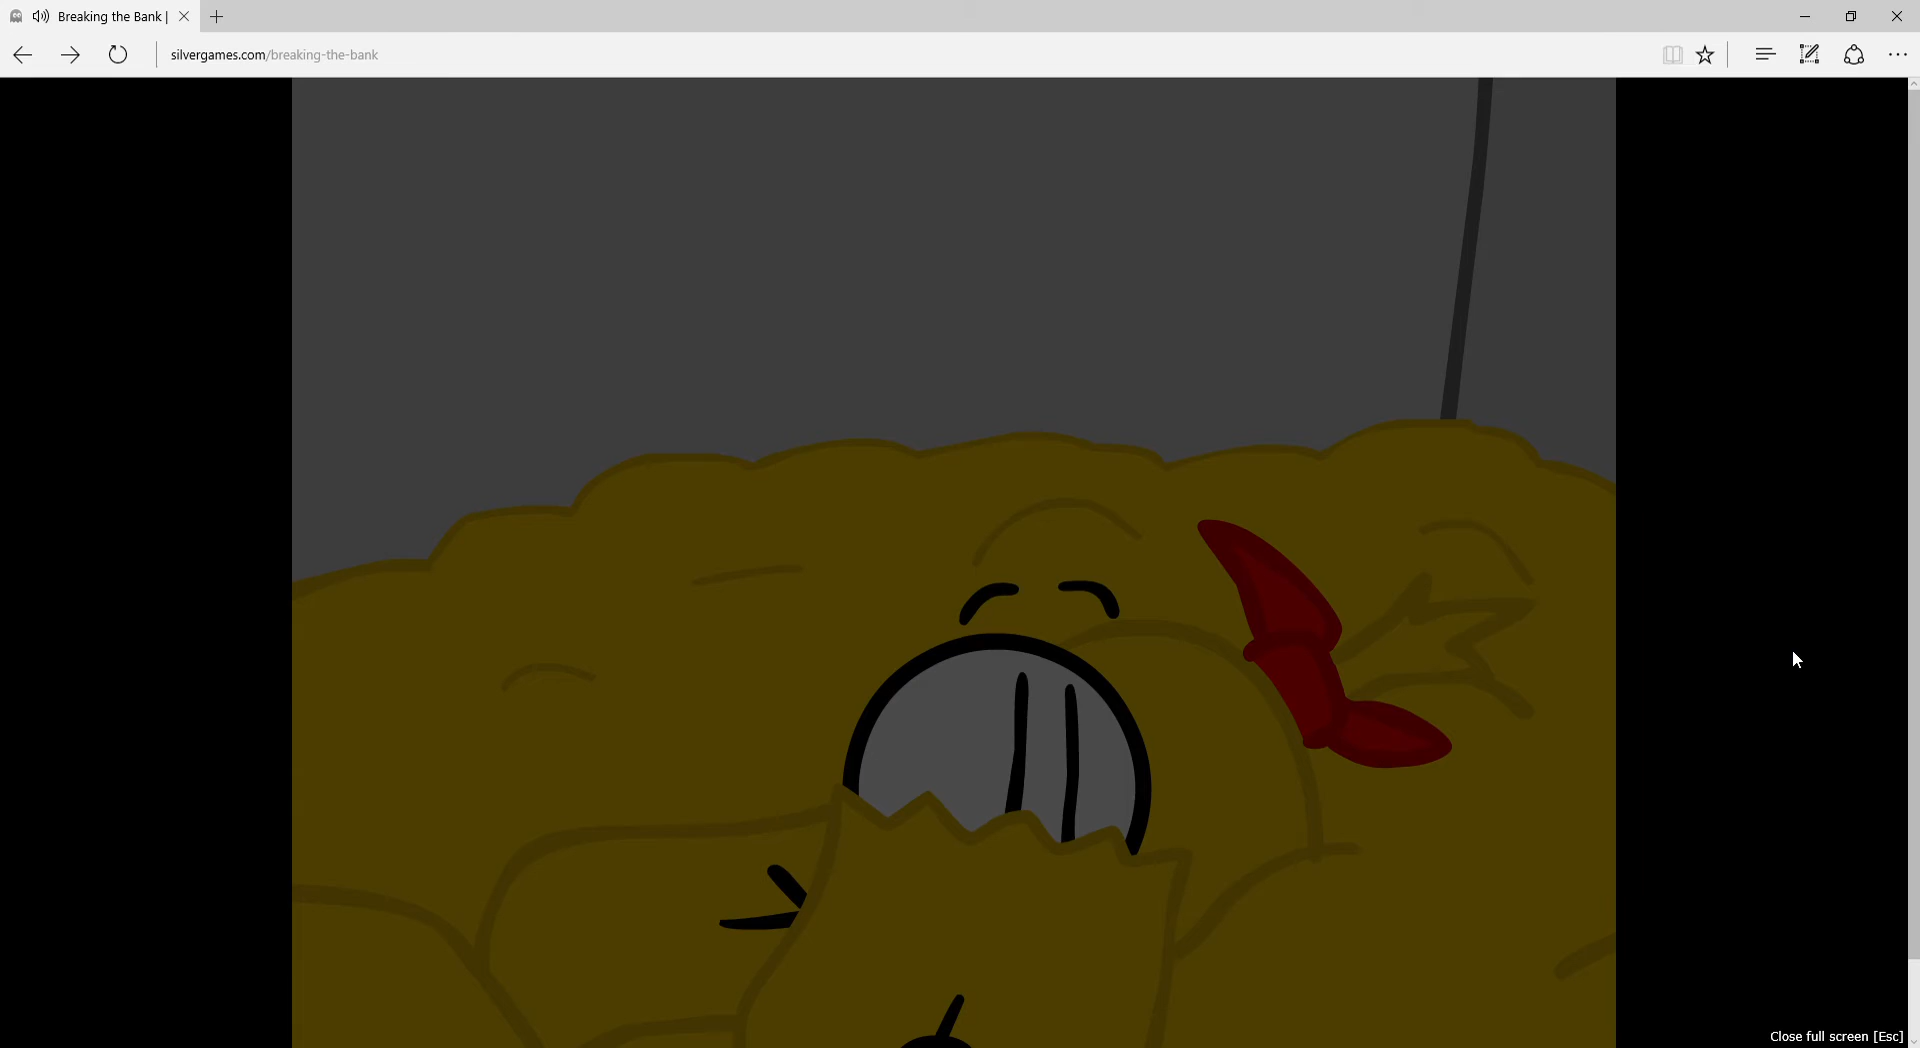 Breaking the Bank |
silvergames.com/breaking-the-bank
Close full screen [Esc]